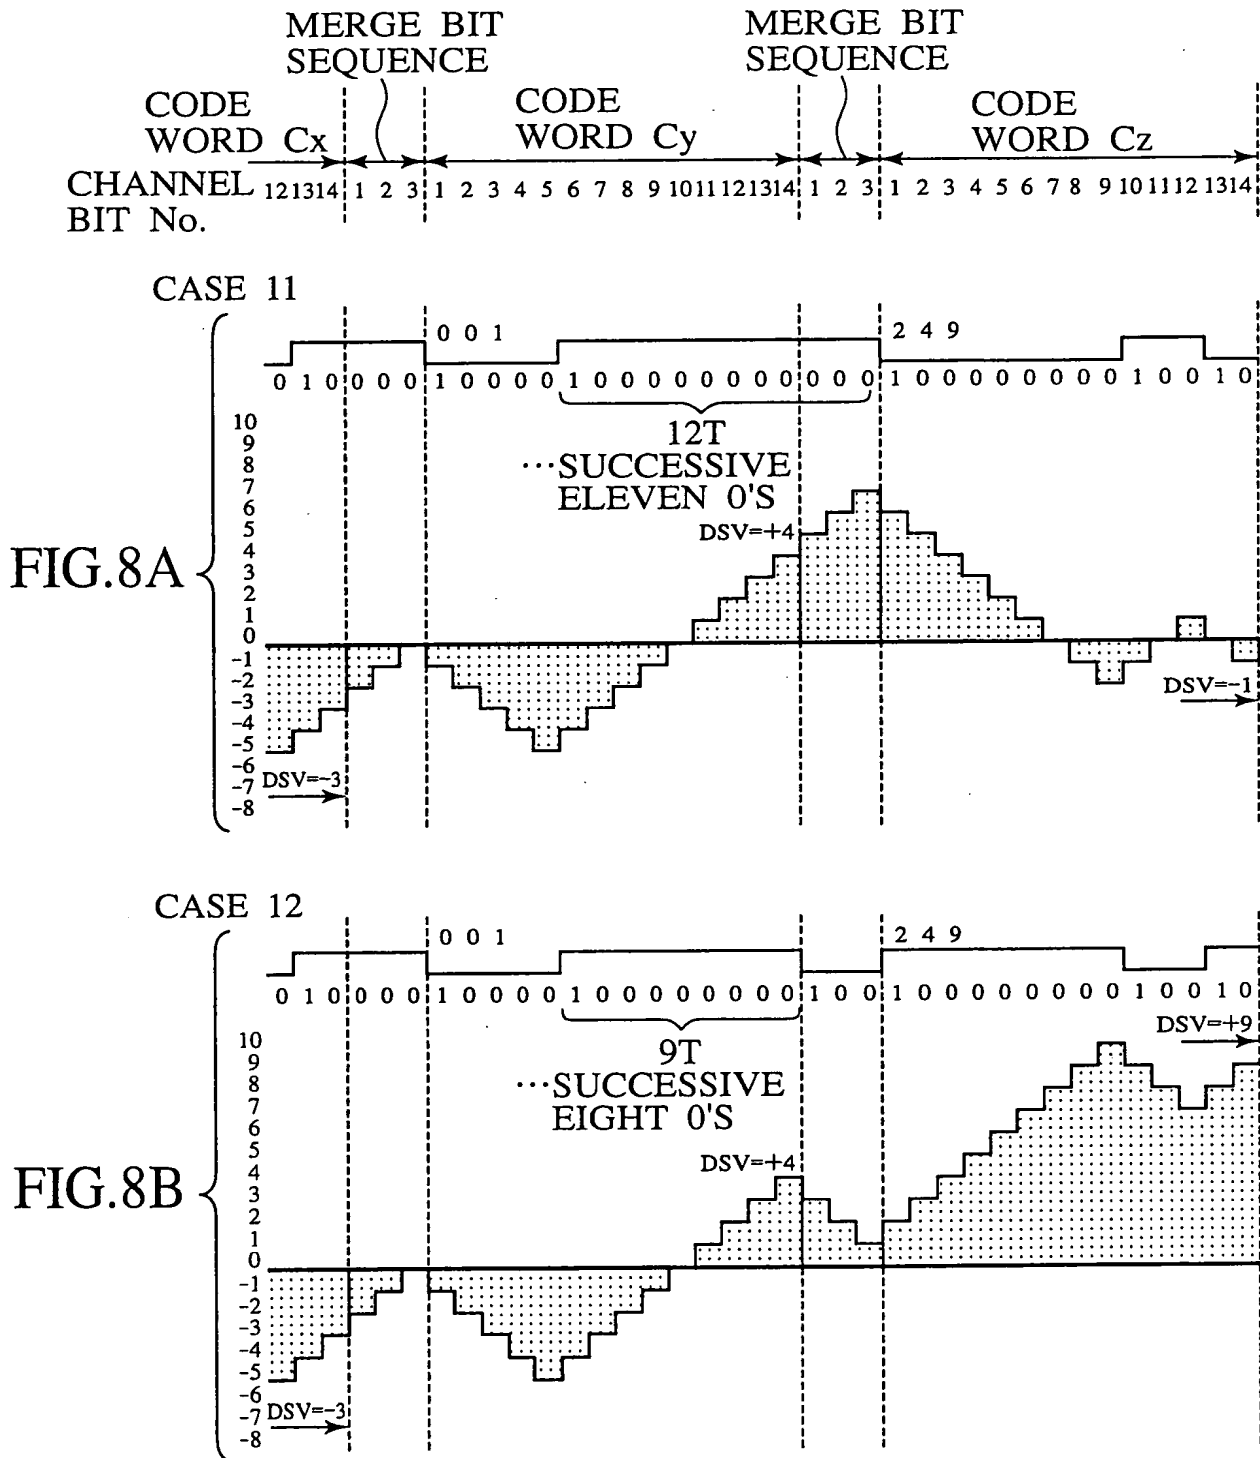 MERGE BIT
SEQUENCE
MERGE BIT
SEQUENCE
CODE
WORD Cx
CODE
WORD Cy
CODE
WORD Cz
CHANNEL
BIT No.
12 13 14 1 2 3 1 2 3 4 5 6 7 8 9 10 11 12 13 14 1 2 3 1 2 3 4 5 6 7 8 9 10 11 12 13 14
CASE 11
0 0 1
2 4 9
0 1 0 0 0 0 1 0 0 0 0 1 0 0 0 0 0 0 0 0 0 0 0 1 0 0 0 0 0 0 0 0 1 0 0 1 0
12T
···SUCCESSIVE
ELEVEN 0'S
10
9
8
7
6
5
4
3
2
1
0
-1
-2
-3
-4
-5
-6
-7
-8
DSV=+4
DSV=-1
DSV=-3
FIG.8A
CASE 12
0 0 1
2 4 9
0 1 0 0 0 0 1 0 0 0 0 1 0 0 0 0 0 0 0 0 1 0 0 1 0 0 0 0 0 0 0 0 1 0 0 1 0
DSV=+9
9T
···SUCCESSIVE
EIGHT 0'S
10
9
8
7
6
5
4
3
2
1
0
-1
-2
-3
-4
-5
-6
-7
-8
DSV=+4
DSV=-3
FIG.8B